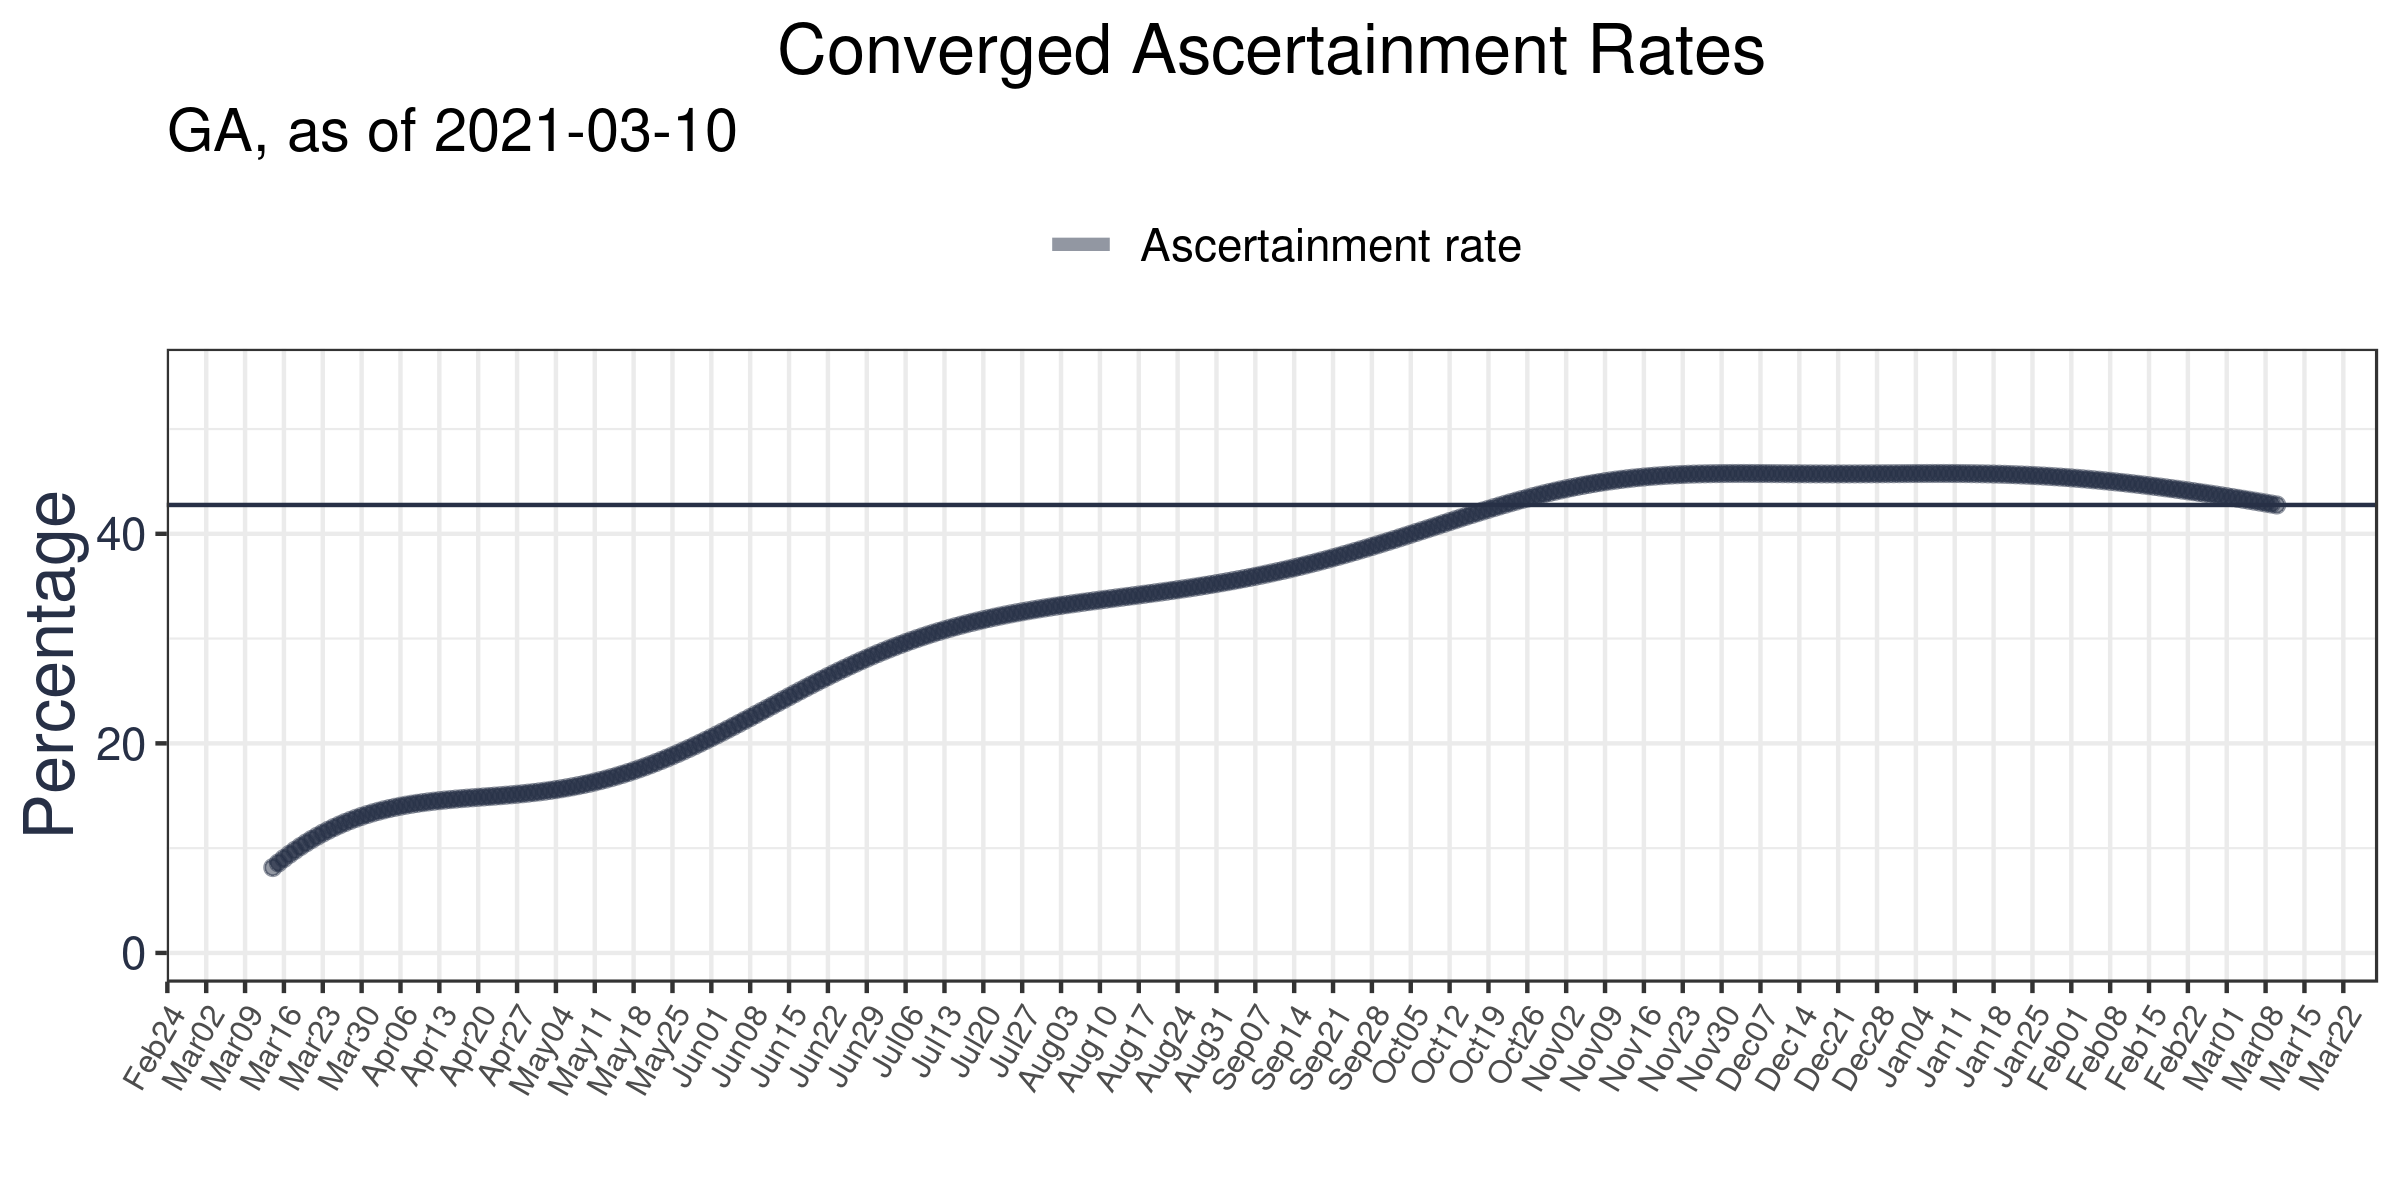 Converged Ascertainment Rates
GA, as of 2021-03-10
Ascertainment rate
Percentage
40
20
0
Feb24
Mar02
Mar09
Mar16
Mar23
Mar30
Apr06
Apr13
Apr20
Apr27
May04
May11
May18
May25
Jun01
Jun08
Jun15
Jun22
Jun29
Jul06
Jul13
Jul20
Jul27
Aug03
Aug10
Aug17
Aug24
Aug31
Sep07
Sep14
Sep21
Sep28
Oct05
Oct12
Oct19
Oct26
Nov02
Nov09
Nov16
Nov23
Nov30
Dec07
Dec14
Dec21
Dec28
Jan04
Jan11
Jan18
Jan25
Feb01
Feb08
Feb15
Feb22
Mar01
Mar08
Mar15
Mar22